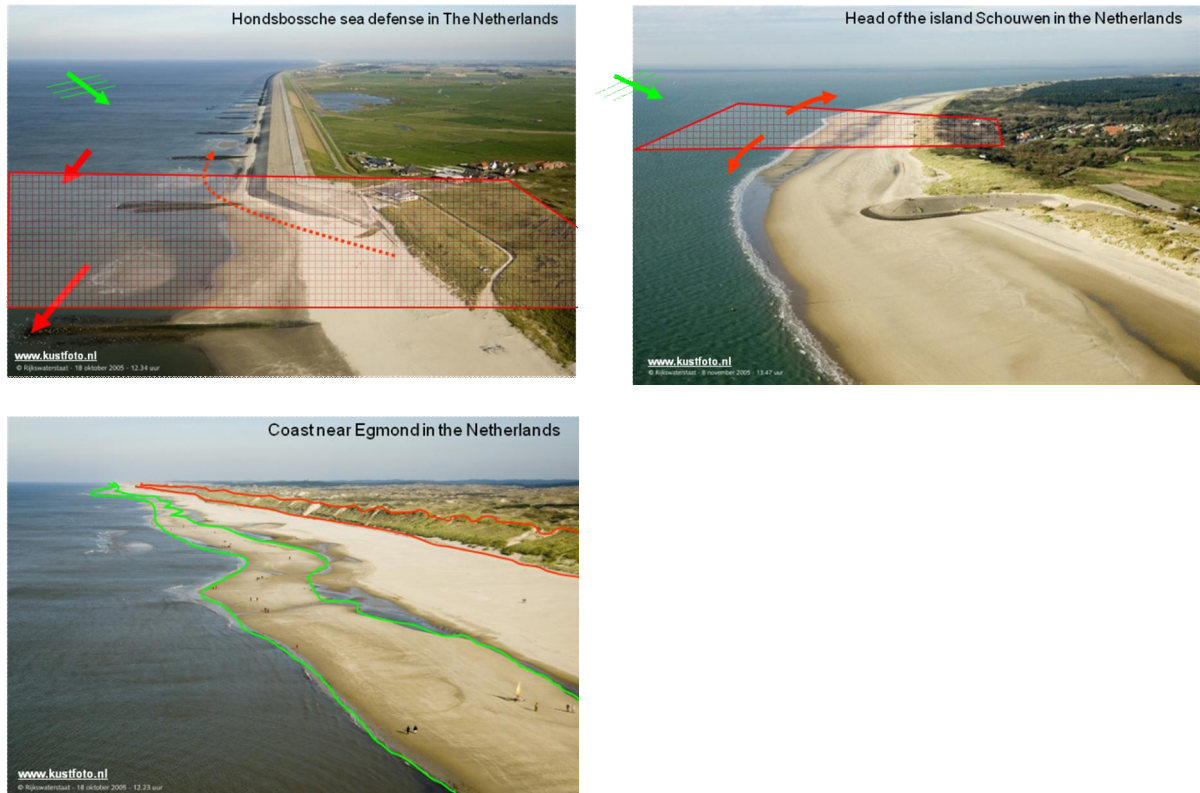 Hondsbossche sea defense in The Netherlands
www.kustfoto.nl
© Rijkswaterstaat - 18 oktober 2005 - 12.34 uur
Head of the island Schouwen in the Netherlands
www.kustfoto.nl
© Rijkswaterstaat - 8 november 2005 - 13.47 uur
Coast near Egmond in the Netherlands
www.kustfoto.nl
© Rijkswaterstaat - 18 oktober 2005 - 12.23 uur